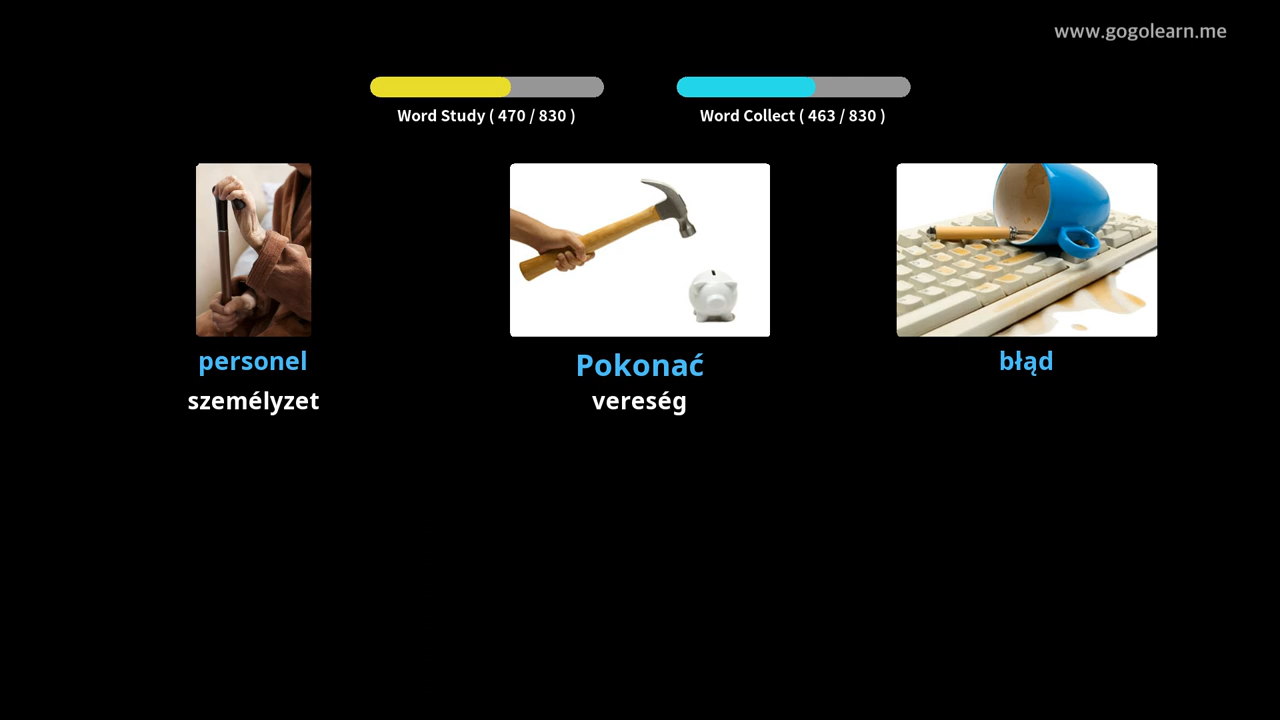 www.gogolearn.me
Word Study ( 470 / 830 )
Word Collect ( 463 / 830 )
personel
személyzet
Pokonać
vereség
błąd